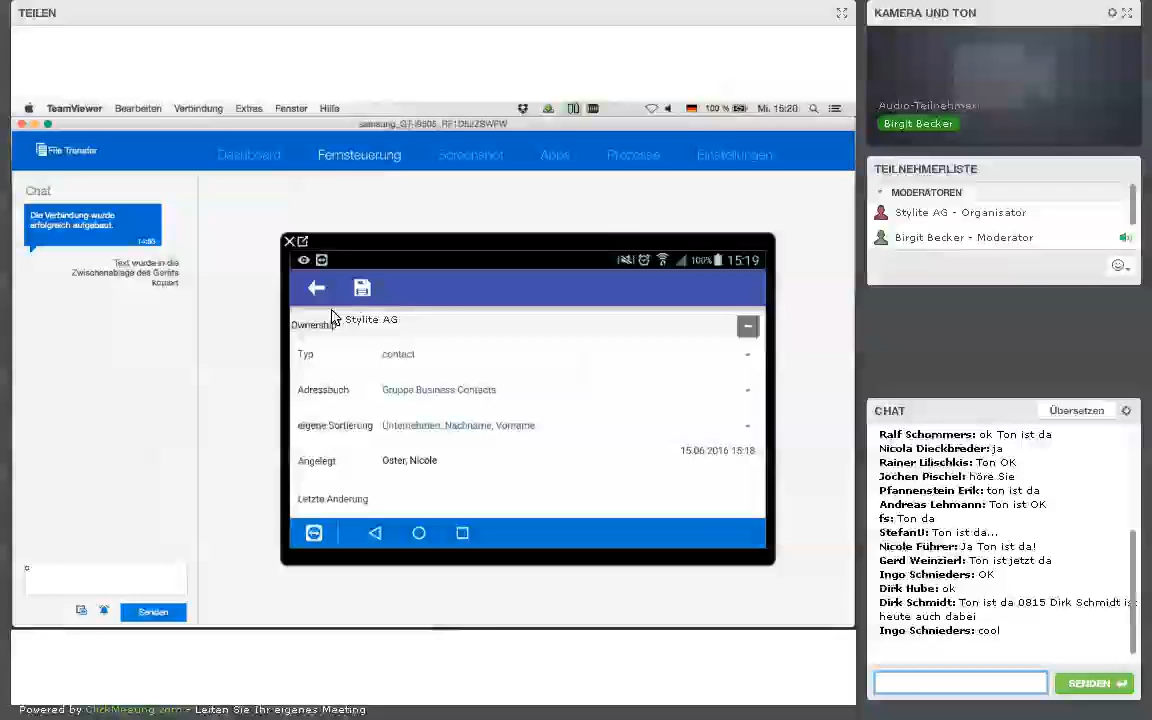 TEILEN
TeamViewer Bearbeiten Verbindung Extras Fenster Hilfe
100 % Mi. 15:20
File Transfer
Dashboard Fernsteuerung Screenshot Apps Prozesse Einstellungen
Chat
Die Verbindung wurde
erfolgreich aufgebaut.
Text wurde in die
Zwischenablage des Geräts
kopiert
Senden
100% 15:19
Ownership
Stylite AG
Typ contact
Adressbuch Gruppe Business Contacts
eigene Sortierung Unternehmen, Nachname, Vorname
15.06 2016 15:18
Angelegt Oster, Nicole
Letzte Änderung
Powered by ClickMeeting.com - Leiten Sie Ihr eigenes Meeting
KAMERA UND TON
Audio-Teilnehmer
Birgit Becker
TEILNEHMERLISTE
MODERATOREN
Stylite AG - Organisator
Birgit Becker - Moderator
CHAT Übersetzen
Ralf Schommers: ok Ton ist da
Nicola Dieckbreder: ja
Rainer Lilischkis: Ton OK
Jochen Pischel: höre Sie
Pfannenstein Erik: ton ist da
Andreas Lehmann: Ton ist OK
fs: Ton da
StefanU: Ton ist da...
Nicole Führer: Ja Ton ist da!
Gerd Weinzierl: Ton ist jetzt da
Ingo Schnieders: OK
Dirk Hube: ok
Dirk Schmidt: Ton ist da 0815 Dirk Schmidt is
heute auch dabei
Ingo Schnieders: cool
SENDEN